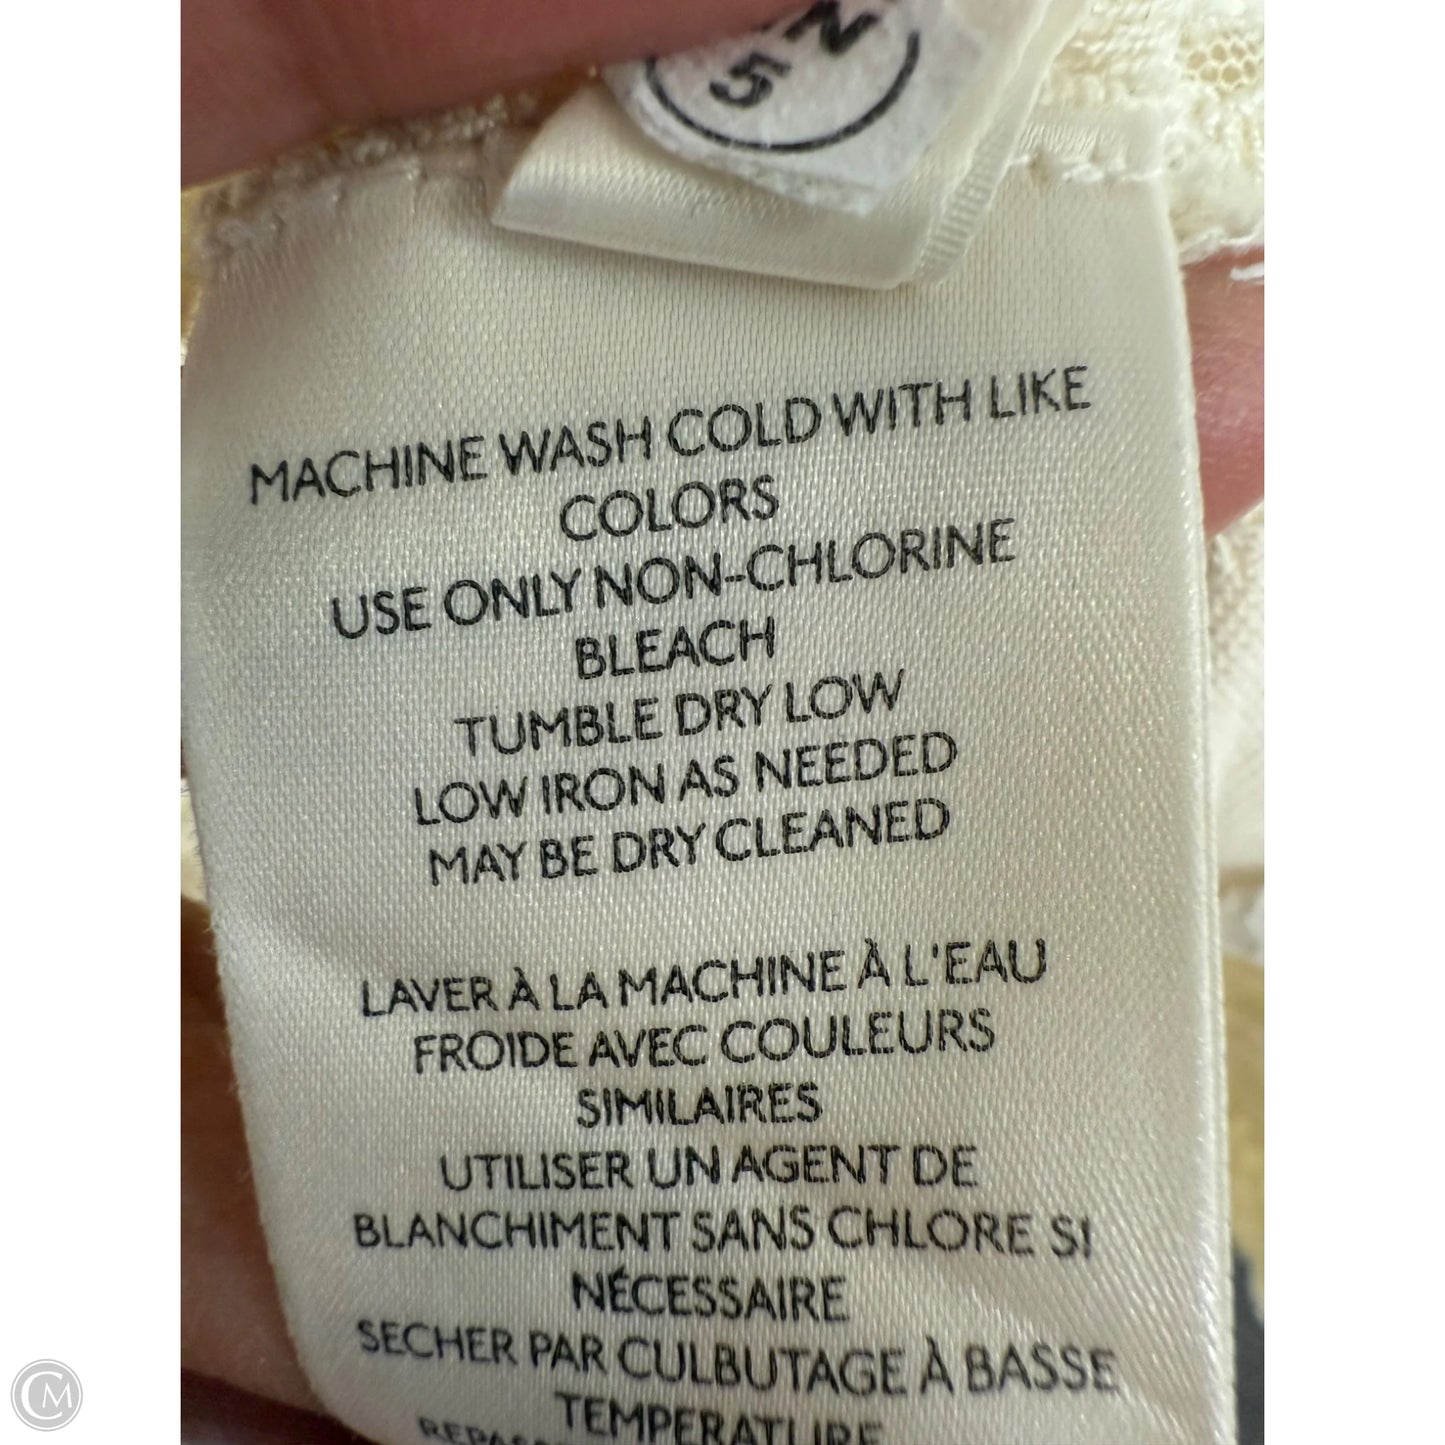 5
MACHINE WASH COLD WITH LIKE
COLORS
USE ONLY NON-CHLORINE
BLEACH
TUMBLE DRY LOW
LOW IRON AS NEEDED
MAY BE DRY CLEANED
LAVER À LA MACHINE À L'EAU
FROIDE AVEC COULEURS
SIMILAIRES
UTILISER UN AGENT DE
BLANCHIMENT SANS CHLORE SI
NÉCESSAIRE
SECHER PAR CULBUTAGE À BASSE
TEMPERATURE
CM